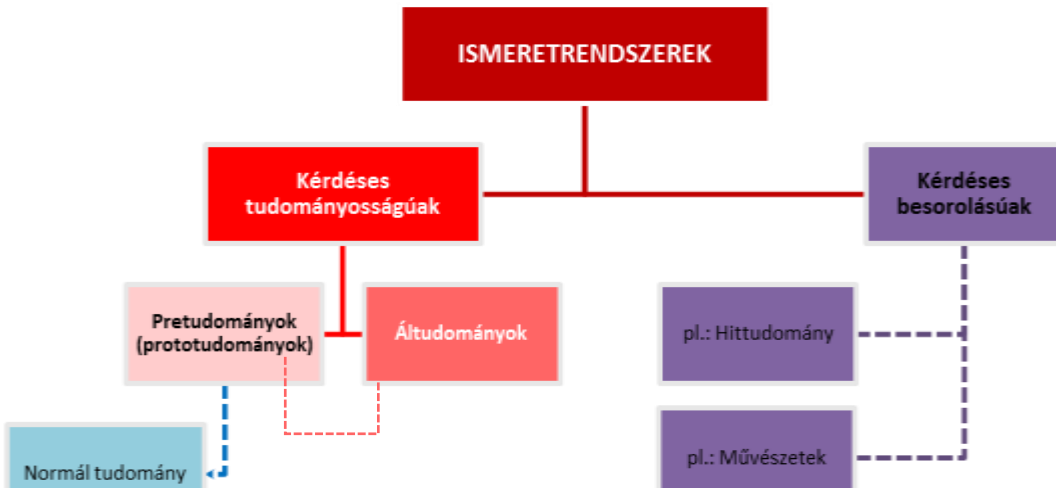 ISMERETRENDSZEREK
Kérdéses
tudományosságúak
Kérdéses
besorolásúak
Pretudományok
(prototudományok)
Áltudományok
pl.: Hittudomány
Normál tudomány
pl.: Művészetek